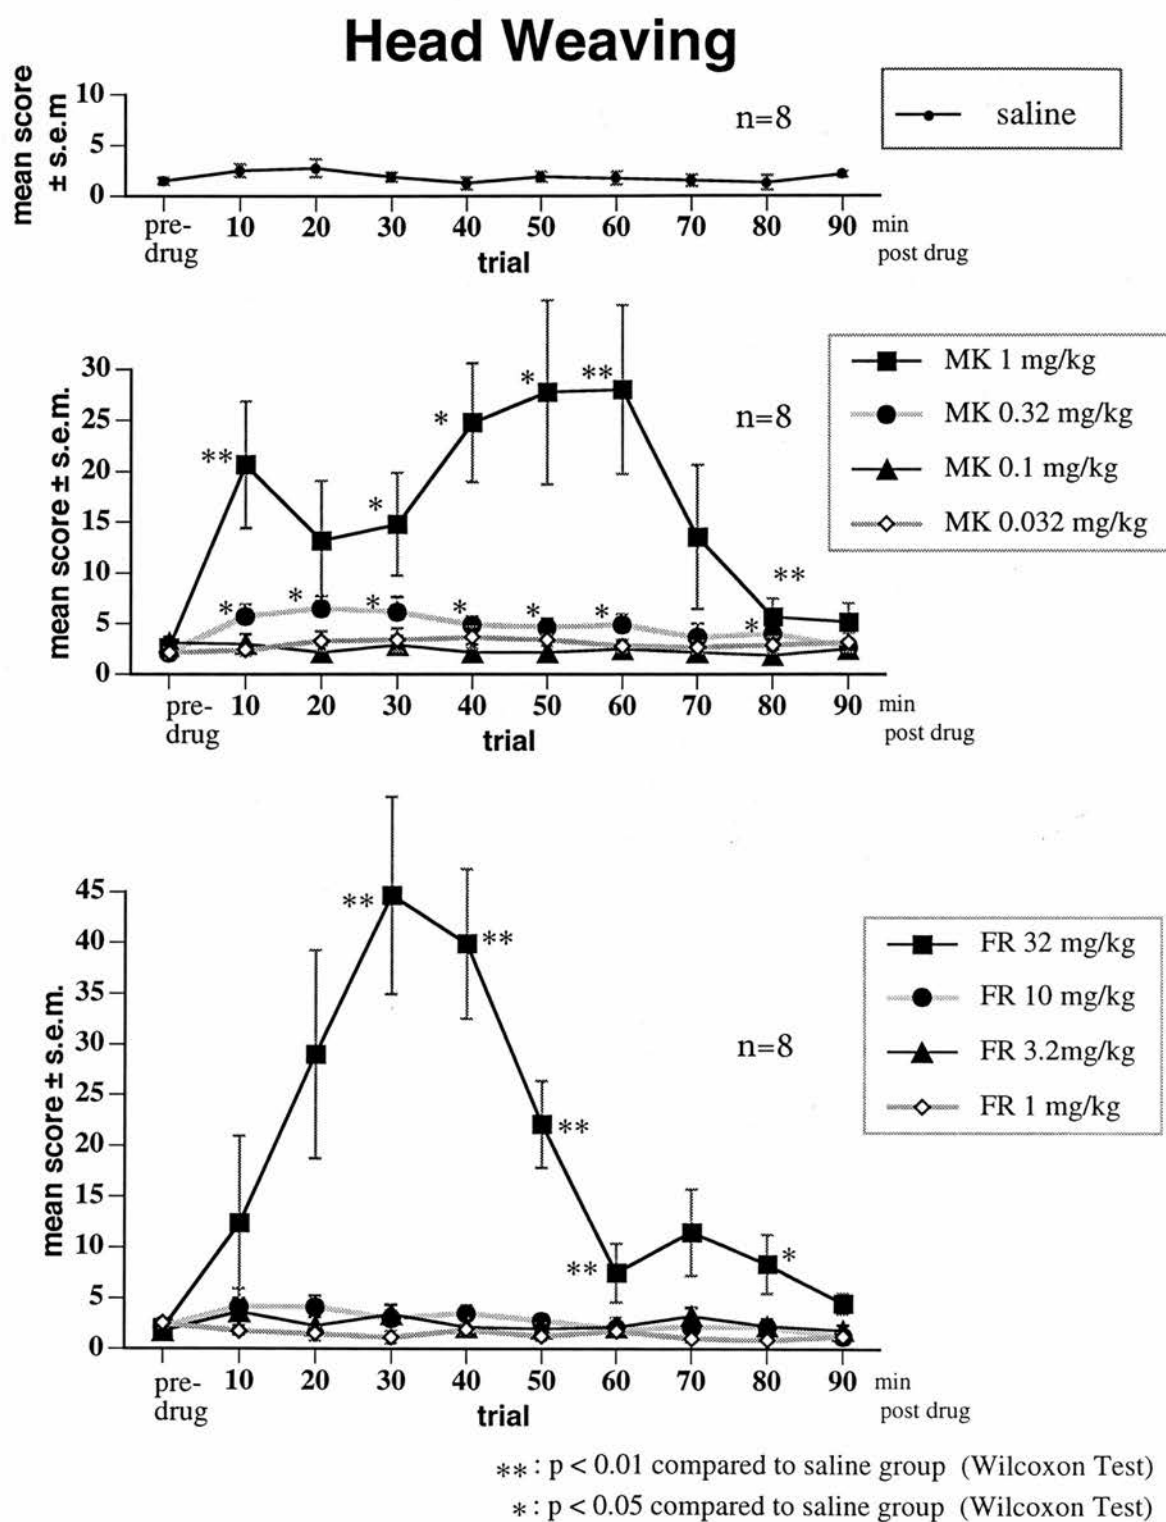 Head Weaving
mean score
± s.e.m
10
5
0
n=8
saline
pre-
drug
10 20 30 40 50 60 70 80 90 min
post drug
trial
mean score ± s.e.m.
30
25
20
15
10
5
0
** * * * **
**
* * * * * *
*
n=8
MK 1 mg/kg
MK 0.32 mg/kg
MK 0.1 mg/kg
MK 0.032 mg/kg
pre-
drug
10 20 30 40 50 60 70 80 90 min
post drug
trial
mean score ± s.e.m.
45
40
35
30
25
20
15
10
5
0
**
**
**
**
*
n=8
FR 32 mg/kg
FR 10 mg/kg
FR 3.2mg/kg
FR 1 mg/kg
pre-
drug
10 20 30 40 50 60 70 80 90 min
post drug
trial
** : p < 0.01 compared to saline group (Wilcoxon Test)
* : p < 0.05 compared to saline group (Wilcoxon Test)